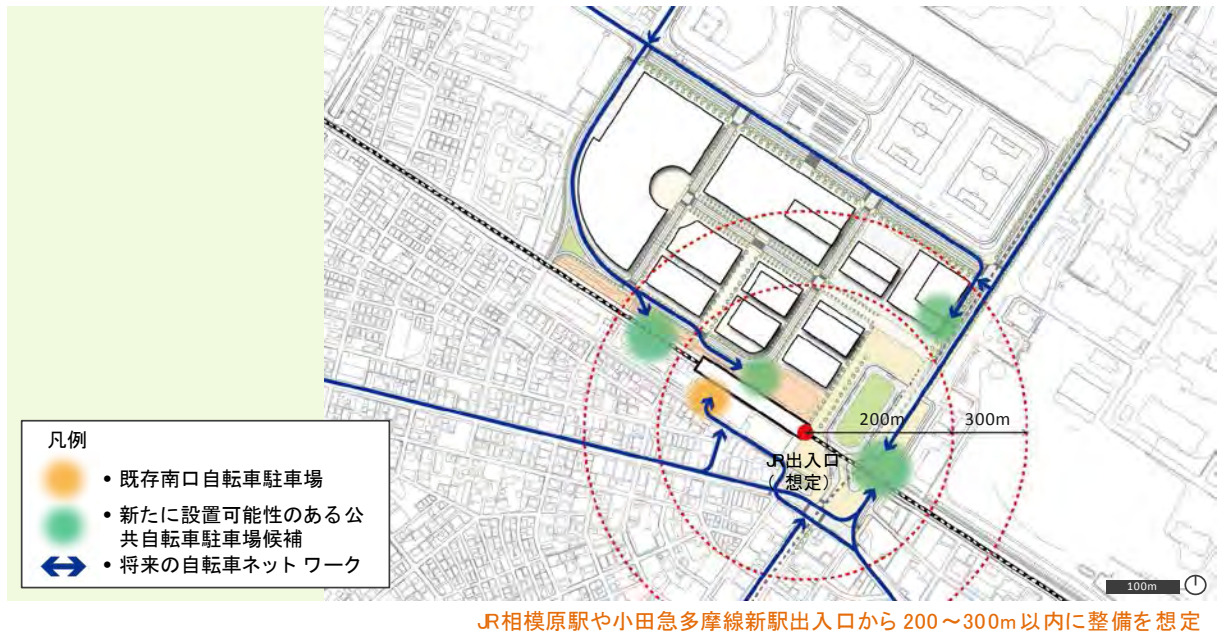 200m
300m
JR出入口
(想定)
凡例
• 既存南口自転車駐車場
• 新たに設置可能性のある公
共自転車駐車場候補
• 将来の自転車ネットワーク
100m
JR相模原駅や小田急多摩線新駅出入口から200～300m以内に整備を想定